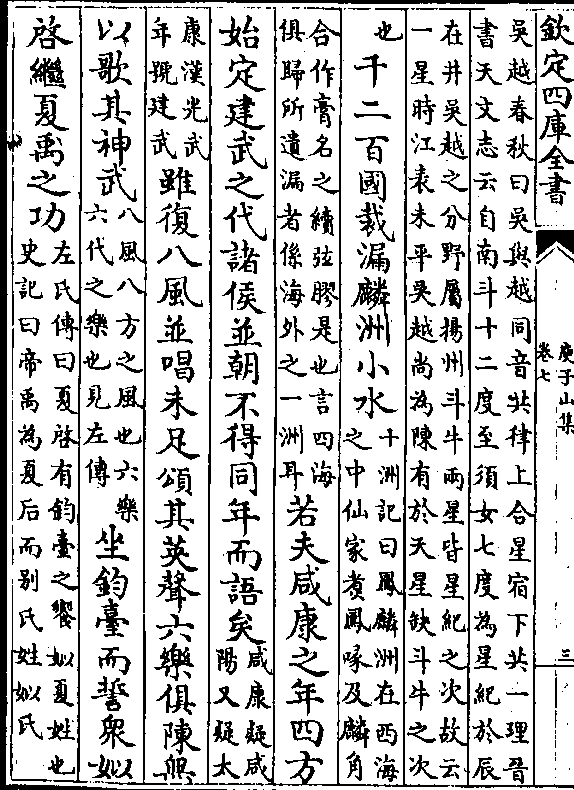 欽定四庫全書
庾子山集
卷七
三
吳越春秋曰吳與越同音共律上合星宿下共一理晉
書天文志云自南斗十二度至須女七度為星紀於辰
在井吳越之分野屬揚州斗牛兩星皆星紀之次故云
一星時江表未平吳越尚為陳有於天星缺斗牛之次
也
千二百國裁漏麟洲小水
十洲記曰鳳麟洲在西海
之中仙家煮鳳喙及麟角
合作膏名之續弦膠是也言四海
俱歸所遺漏者係海外之一洲耳
若夫咸康之年四方
始定建武之代諸侯並朝不得同年而語矣
咸康疑咸
陽又疑太
康漢光武
年號建武
雖復八風並唱未足頌其英聲六樂俱陳無
以歌其神武
八風八方之風也六樂
六代之樂也見左傳
坐鈞臺而誓衆姒
啓繼夏禹之功
左氏傳曰夏啓有鈞臺之饗姒夏姓也
史記曰帝禹為夏后而别氏姓姒氏